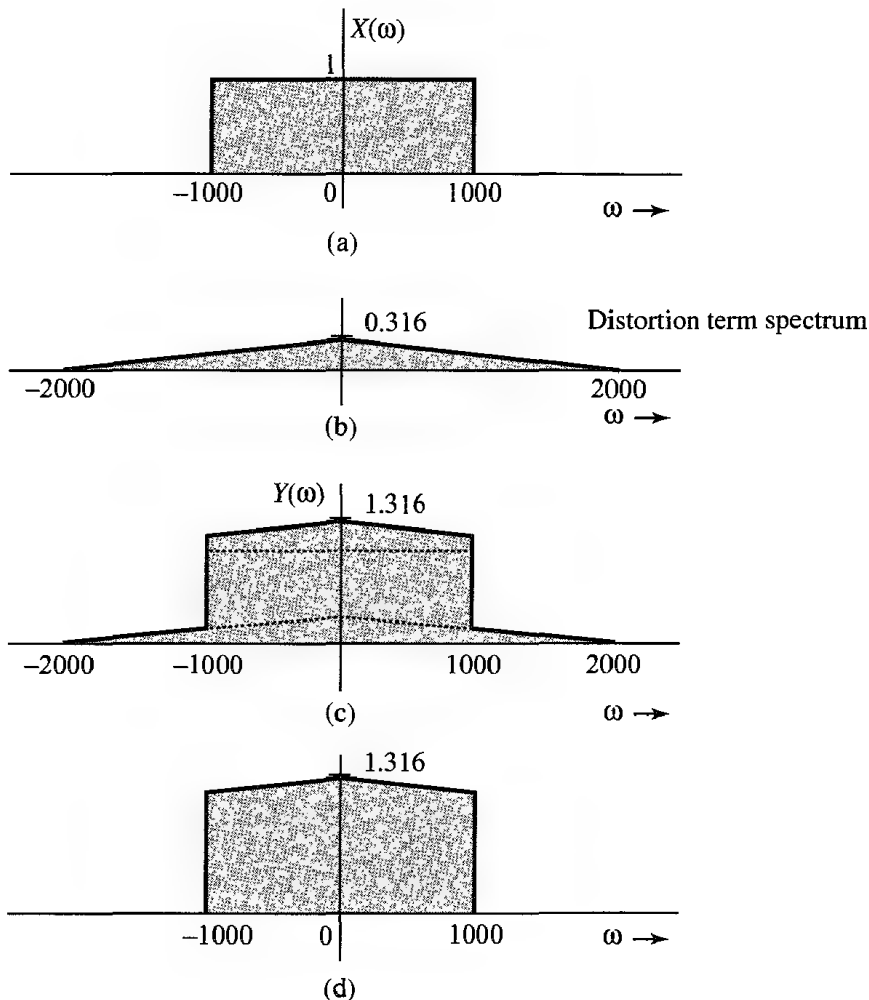 X(ω)
1
−1000 0 1000
ω →
(a)
0.316 Distortion term spectrum
−2000 2000
ω →
(b)
Y(ω) 1.316
−2000 −1000 1000 2000
(c) ω →
1.316
−1000 0 1000 ω →
(d)